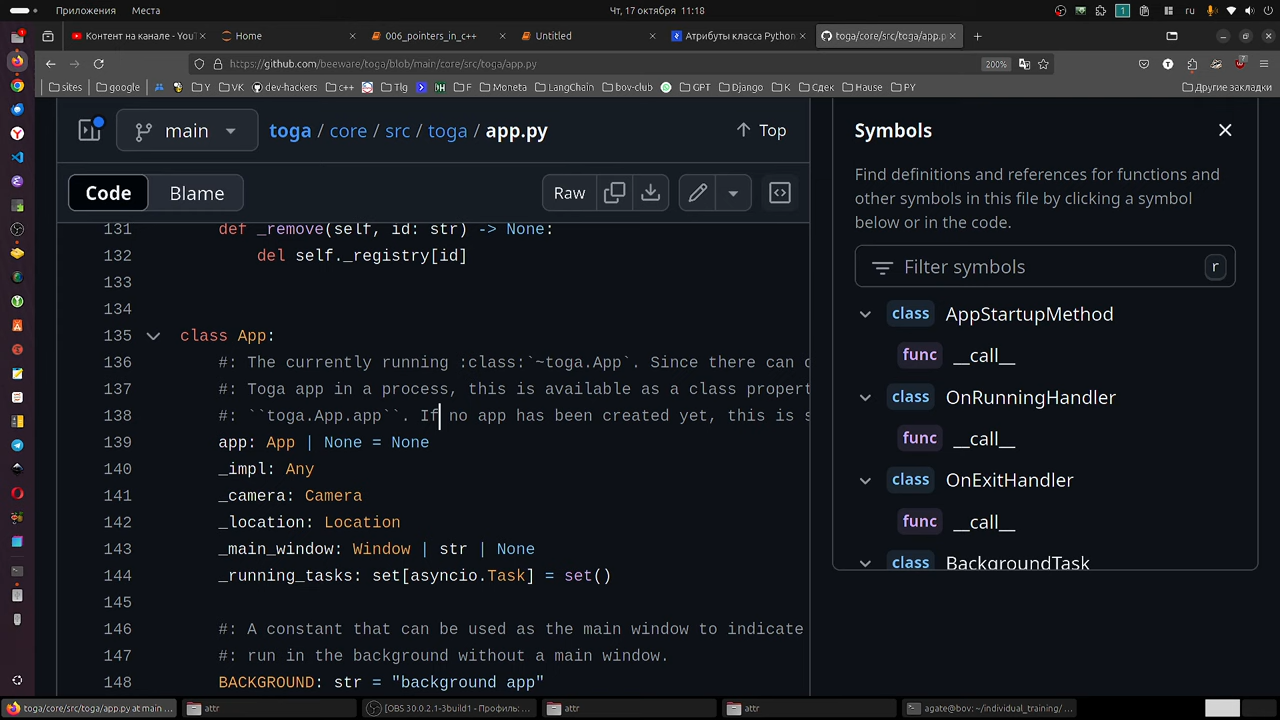 Приложения Места Чт, 17 октября 11:18 1 ru
Контент на канале - YouT
Home
006_pointers_in_c++
Untitled
Атрибуты класса Python
toga/core/src/toga/app.p
https://github.com/beeware/toga/blob/main/core/src/toga/app.py 200%
sites google Y VK dev-hackers c++ Tlg F Moneta LangChain bov-club GPT Django K Сдек Hause PY Другие закладки
main toga / core / src / toga / app.py Top
Code Blame Raw
131 def _remove(self, id: str) -> None:
132 del self._registry[id]
133
134
135 class App:
136 #: The currently running :class:`~toga.App`. Since there can o
137 #: Toga app in a process, this is available as a class propert
138 #: ``toga.App.app``. If no app has been created yet, this is s
139 app: App | None = None
140 _impl: Any
141 _camera: Camera
142 _location: Location
143 _main_window: Window | str | None
144 _running_tasks: set[asyncio.Task] = set()
145
146 #: A constant that can be used as the main window to indicate
147 #: run in the background without a main window.
148 BACKGROUND: str = "background app"
Symbols
Find definitions and references for functions and
other symbols in this file by clicking a symbol
below or in the code.
Filter symbols r
class AppStartupMethod
func __call__
class OnRunningHandler
func __call__
class OnExitHandler
func __call__
class BackgroundTask
toga/core/src/toga/app.py at main ...
attr
[OBS 30.0.2.1-3build1 - Профиль: ...
attr
attr
agate@bov: ~/individual_training/ ...